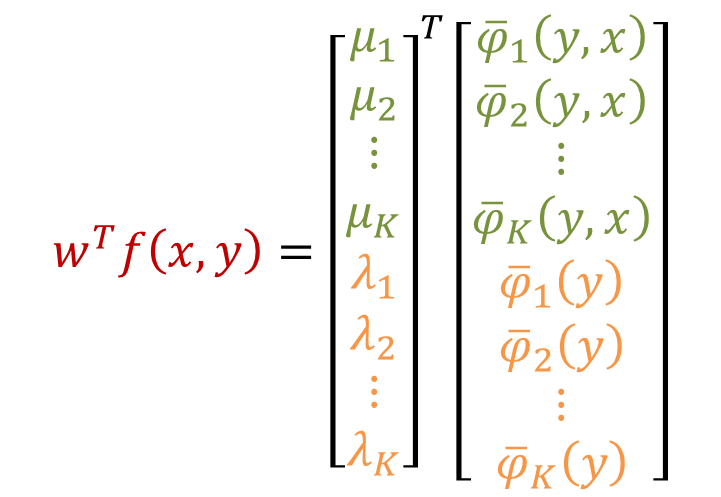 w^T f(x, y) = [μ_1 μ_2 ⋮ μ_K λ_1 λ_2 ⋮ λ_K]^T [φ̄_1(y, x) φ̄_2(y, x) ⋮ φ̄_K(y, x) φ̄_1(y) φ̄_2(y) ⋮ φ̄_K(y)]